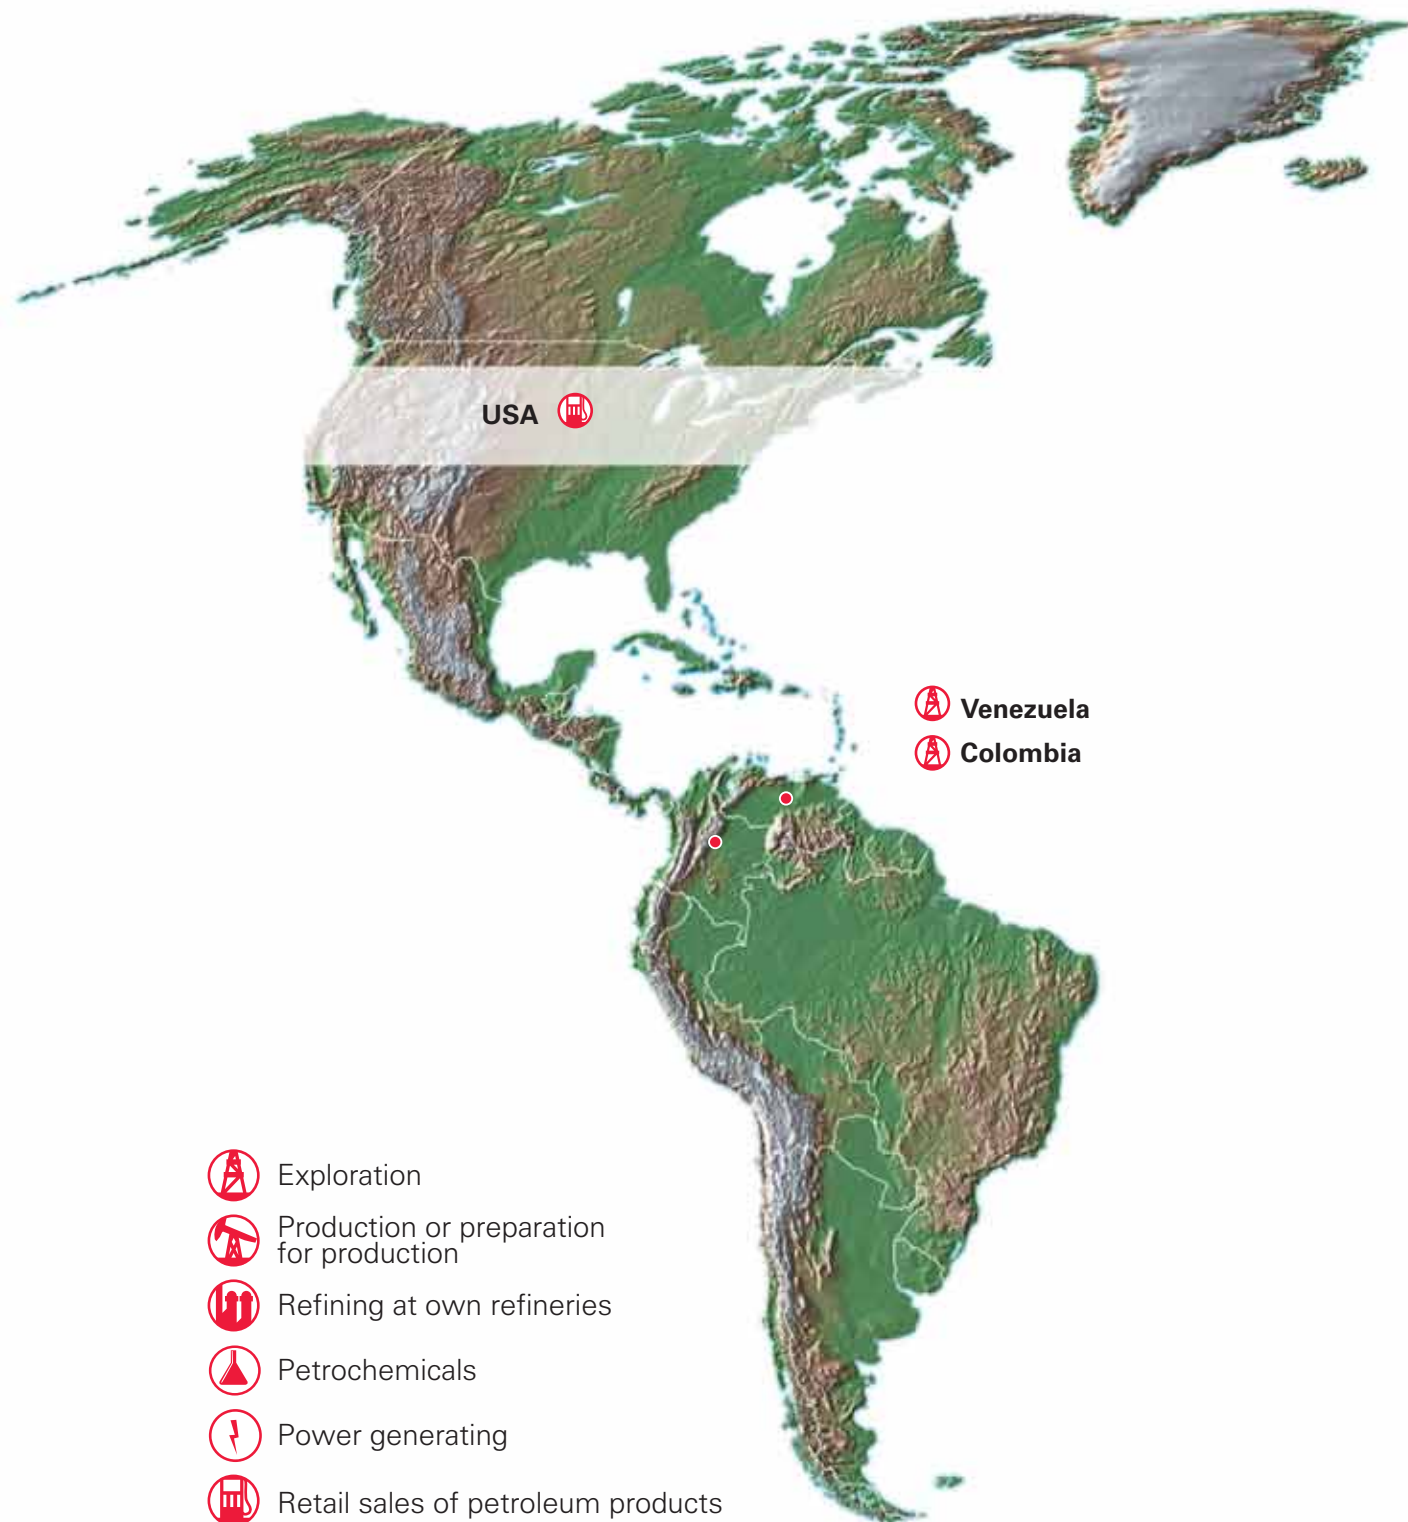 USA
Venezuela
Colombia
Exploration
Production or preparation
for production
Refining at own refineries
Petrochemicals
Power generating
Retail sales of petroleum products